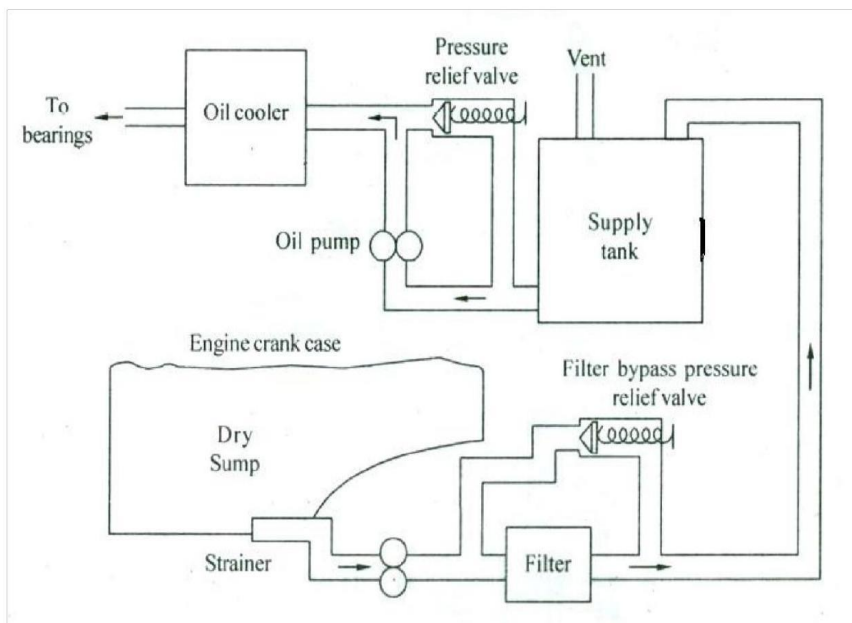 Pressure
relief valve
Vent
To
bearings
Oil cooler
Supply
tank
Oil pump
Engine crank case
Filter bypass pressure
relief valve
Dry
Sump
Strainer
Filter